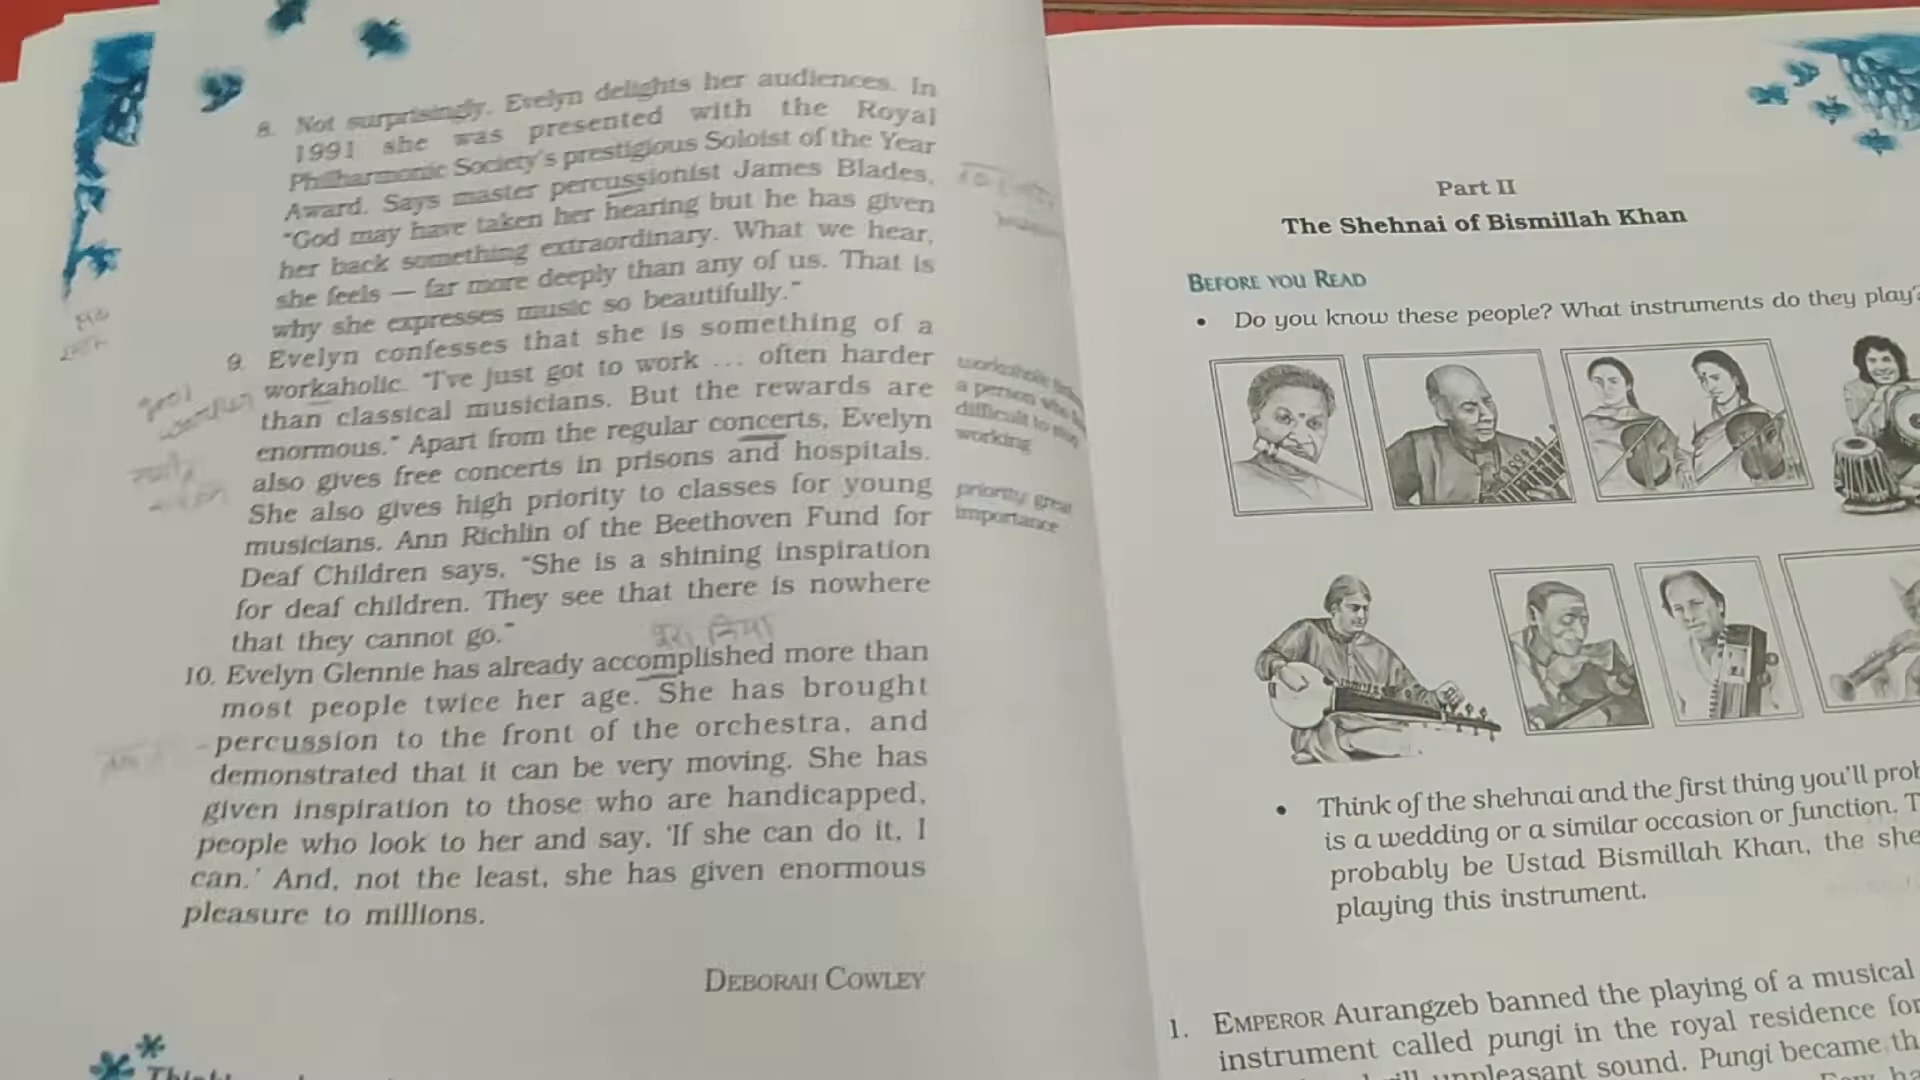 8. Not surprisingly, Evelyn delights her audiences. In
1991 she was presented with the Royal
Philharmonic Society's prestigious Soloist of the Year
Award. Says master percussionist James Blades,
“God may have taken her hearing but he has given
her back something extraordinary. What we hear,
she feels — far more deeply than any of us. That is
why she expresses music so beautifully.”
9. Evelyn confesses that she is something of a
workaholic. “I've just got to work ... often harder
than classical musicians. But the rewards are
enormous.” Apart from the regular concerts, Evelyn
also gives free concerts in prisons and hospitals.
She also gives high priority to classes for young
musicians. Ann Richlin of the Beethoven Fund for
Deaf Children says, “She is a shining inspiration
for deaf children. They see that there is nowhere
that they cannot go.”
10. Evelyn Glennie has already accomplished more than
most people twice her age. She has brought
percussion to the front of the orchestra, and
demonstrated that it can be very moving. She has
given inspiration to those who are handicapped,
people who look to her and say, ‘If she can do it, I
can.’ And, not the least, she has given enormous
pleasure to millions.
DEBORAH COWLEY
workaholic
a person who
difficult to stop
working
priority: great
importance
Part II
The Shehnai of Bismillah Khan
BEFORE YOU READ
• Do you know these people? What instruments do they play?
• Think of the shehnai and the first thing you'll
is a wedding or a similar occasion or function.
probably be Ustad Bismillah Khan, the
playing this instrument.
1. EMPEROR Aurangzeb banned the playing of a musical
instrument called pungi in the royal residence for
unpleasant sound. Pungi became